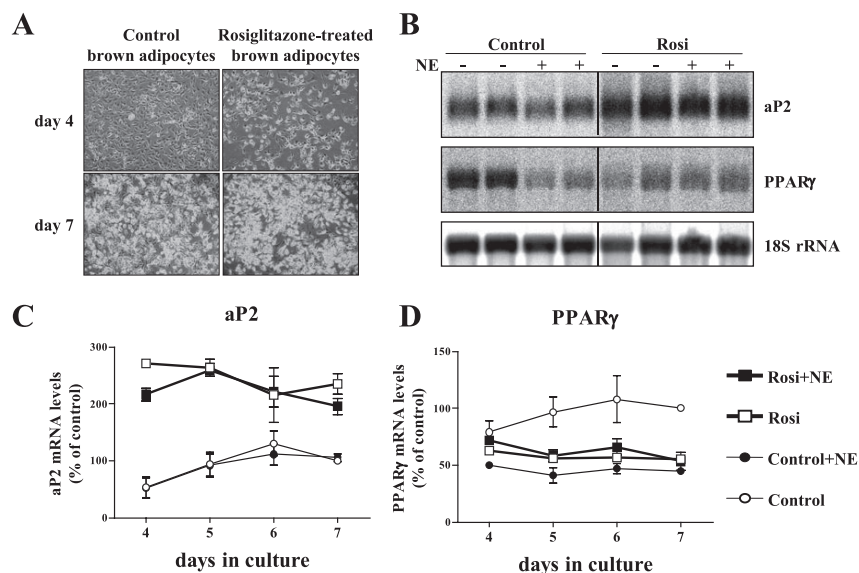 A
Control
brown adipocytes
Rosiglitazone-treated
brown adipocytes
day 4
day 7
B
Control
Rosi
NE - - + + - - + +
aP2
PPARγ
18S rRNA
C
aP2
aP2 mRNA levels
(% of control)
300
200
100
0
4 5 6 7
days in culture
D
PPARγ
PPARγ mRNA levels
(% of control)
150
100
50
0
4 5 6 7
days in culture
Rosi+NE
Rosi
Control+NE
Control